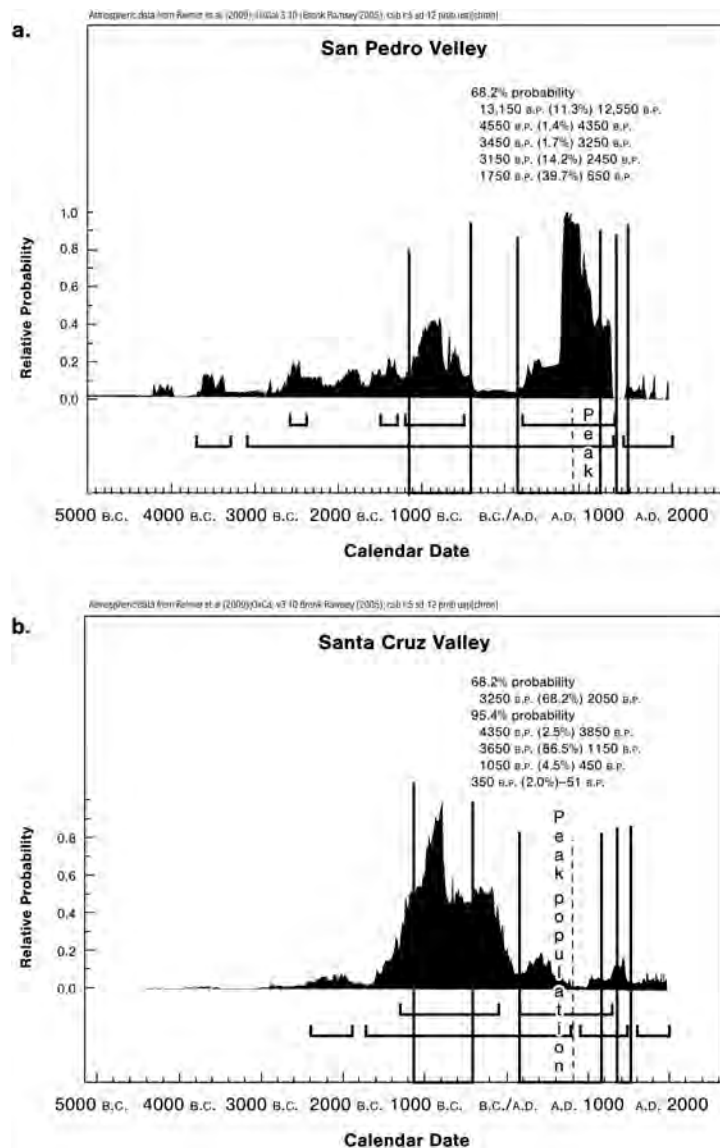 a.
San Pedro Velley
68.2% probability
13,150 B.P. (11.3%) 12,550 B.P.
4550 B.P. (1.4%) 4350 B.P.
3450 B.P. (1.7%) 3250 B.P.
3150 B.P. (14.2%) 2450 B.P.
1750 B.P. (39.7%) 650 B.P.
Relative Probability
1.0
0.8
0.6
0.4
0.2
0.0
Peak
5000 B.C. 4000 B.C. 3000 B.C. 2000 B.C. 1000 B.C. B.C./A.D. A.D. 1000 A.D. 2000
Calendar Date
b.
Santa Cruz Valley
68.2% probability
3250 B.P. (68.2%) 2050 B.P.
95.4% probability
4350 B.P. (2.5%) 3850 B.P.
3650 B.P. (86.5%) 1150 B.P.
1050 B.P. (4.5%) 450 B.P.
350 B.P. (2.0%)–51 B.P.
Relative Probability
0.8
0.6
0.4
0.2
0.0
Peak population
5000 B.C. 4000 B.C. 3000 B.C. 2000 B.C. 1000 B.C. B.C./A.D. A.D. 1000 A.D. 2000
Calendar Date